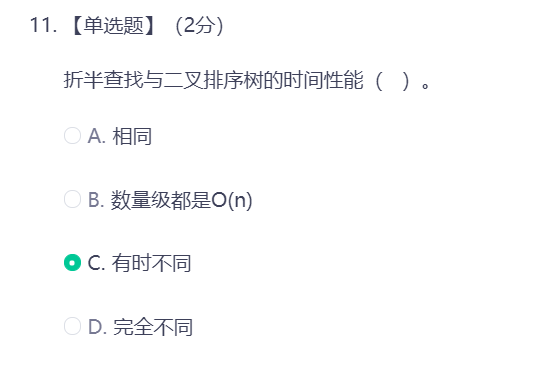 11. 【单选题】（2分）
折半查找与二叉排序树的时间性能（ ）。
A. 相同
B. 数量级都是O(n)
C. 有时不同
D. 完全不同